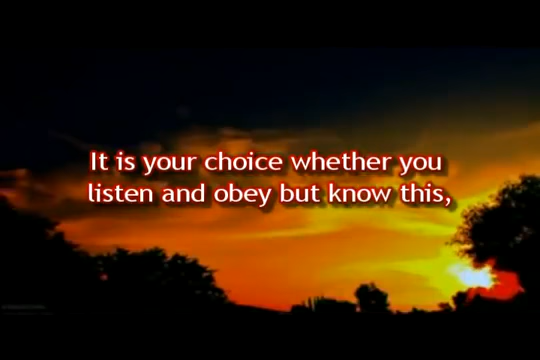 It is your choice whether you
listen and obey but know this,